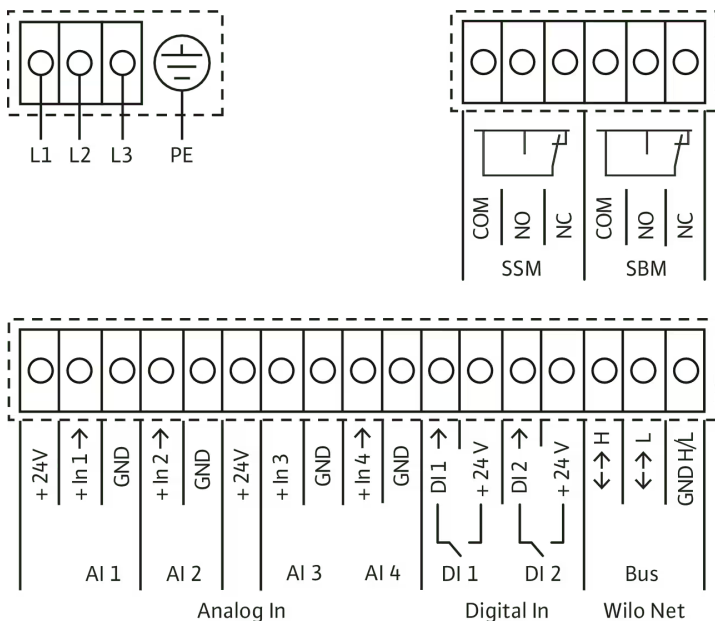 L1 L2 L3 PE
COM NO NC COM NO NC
SSM SBM
+ 24V + In 1 → GND + In 2 → GND + 24V + In 3 GND + In 4 → GND DI 1 → + 24 V DI 2 → + 24 V ↔ H ↔ L GND H/L
AI 1 AI 2 AI 3 AI 4 DI 1 DI 2 Bus
Analog In Digital In Wilo Net